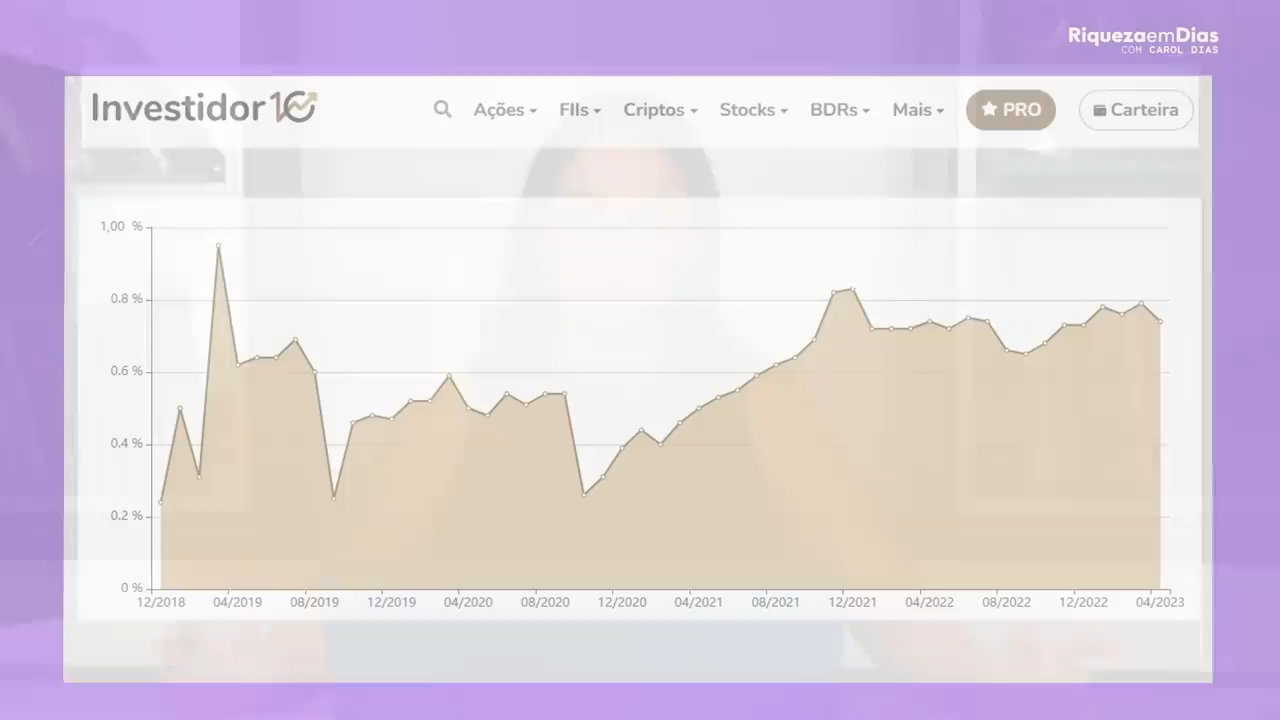 RiquezaemDias
COM CAROL DIAS
Investidor10
Ações FIIs Criptos Stocks BDRs Mais PRO Carteira
1,00 %
0.8 %
0.6 %
0.4 %
0.2 %
0 %
12/2018 04/2019 08/2019 12/2019 04/2020 08/2020 12/2020 04/2021 08/2021 12/2021 04/2022 08/2022 12/2022 04/2023